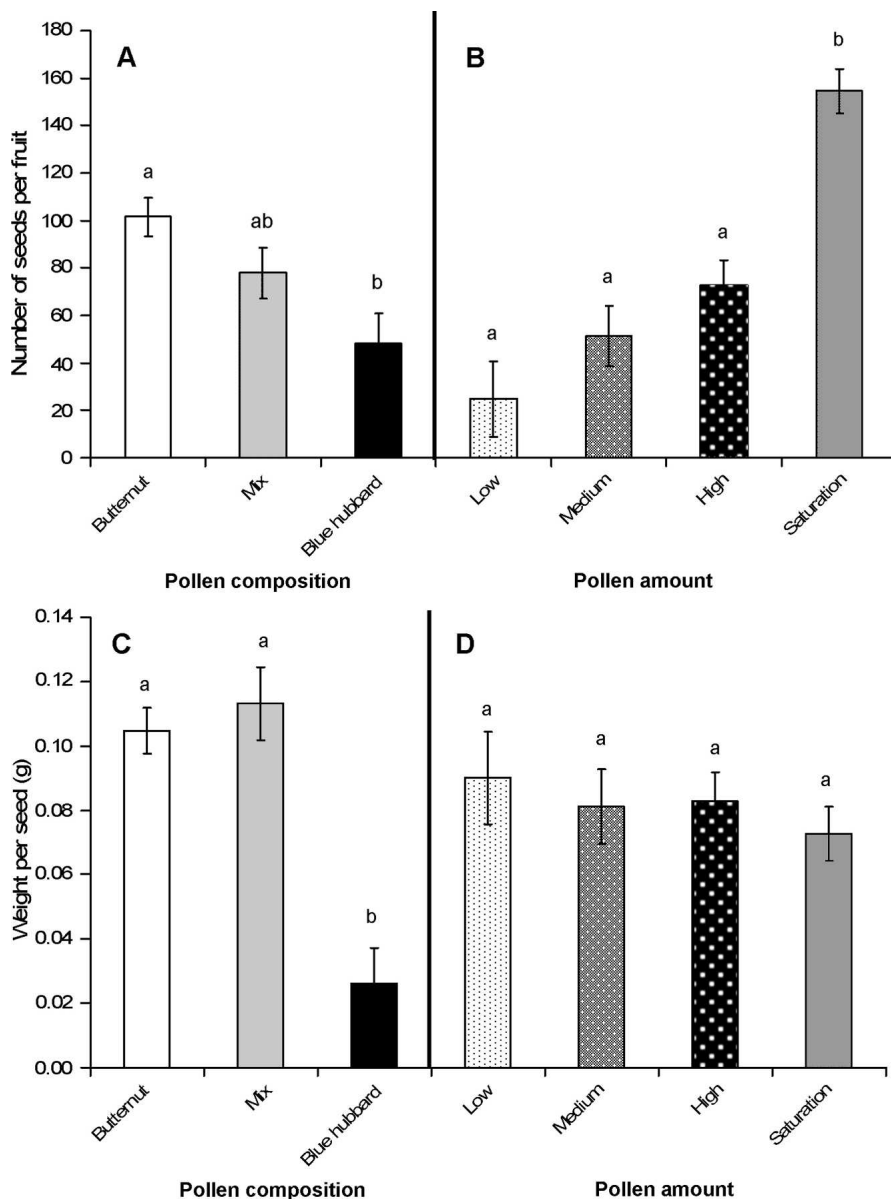 180
160
140
120
100
80
60
40
20
0
Number of seeds per fruit
A
a
ab
b
Butternut
Mix
Blue hubbard
Pollen composition
B
a
a
a
b
Low
Medium
High
Saturation
Pollen amount
0.14
0.12
0.10
0.08
0.06
0.04
0.02
0.00
Weight per seed (g)
C
a
a
b
Butternut
Mix
Blue hubbard
Pollen composition
D
a
a
a
a
Low
Medium
High
Saturation
Pollen amount